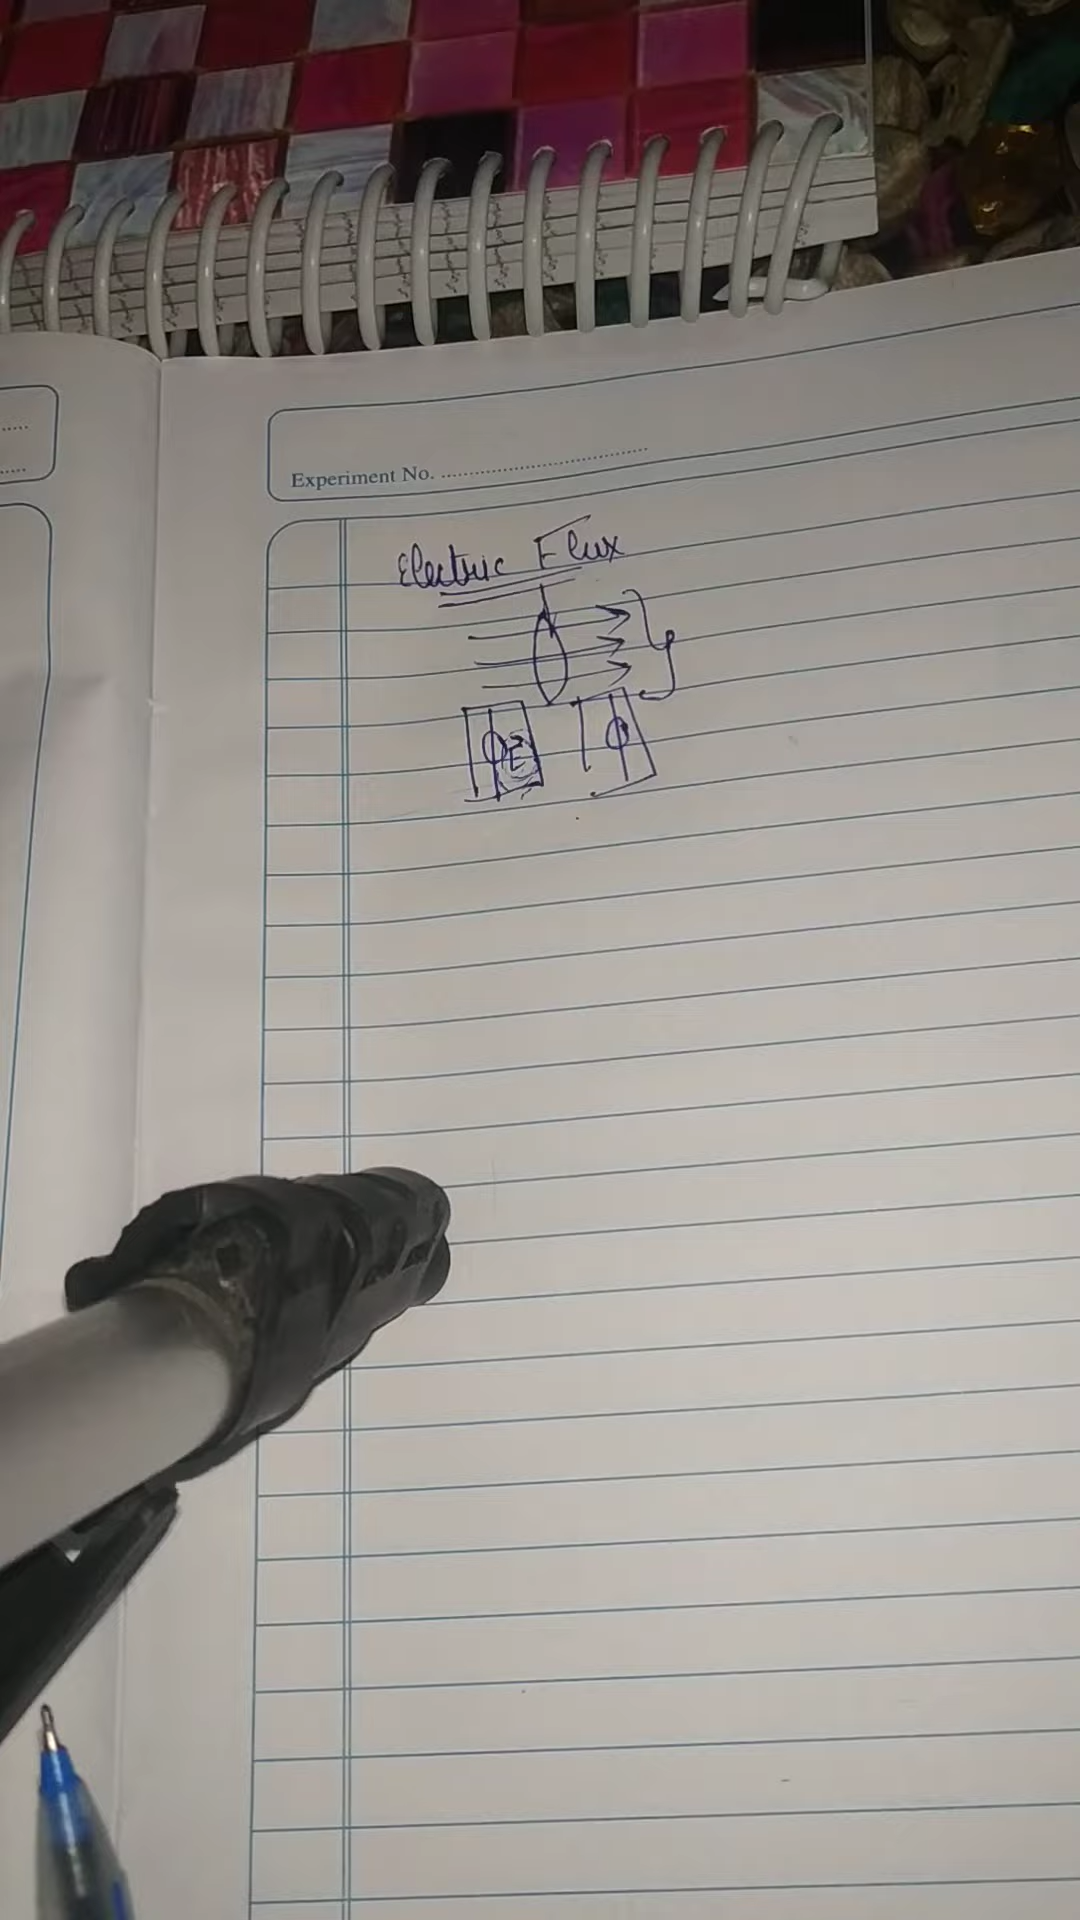 Experiment No. ........................................
Electric Flux
ΦE Φ